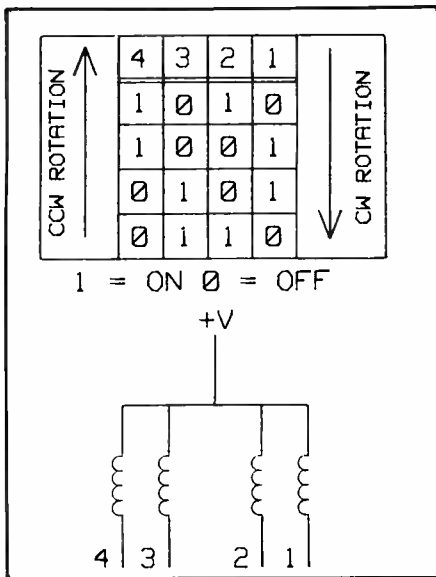 CCW ROTATION
4 3 2 1
1 0 1 0
1 0 0 1
0 1 0 1
0 1 1 0
CW ROTATION
1 = ON 0 = OFF
+V
4 3 2 1